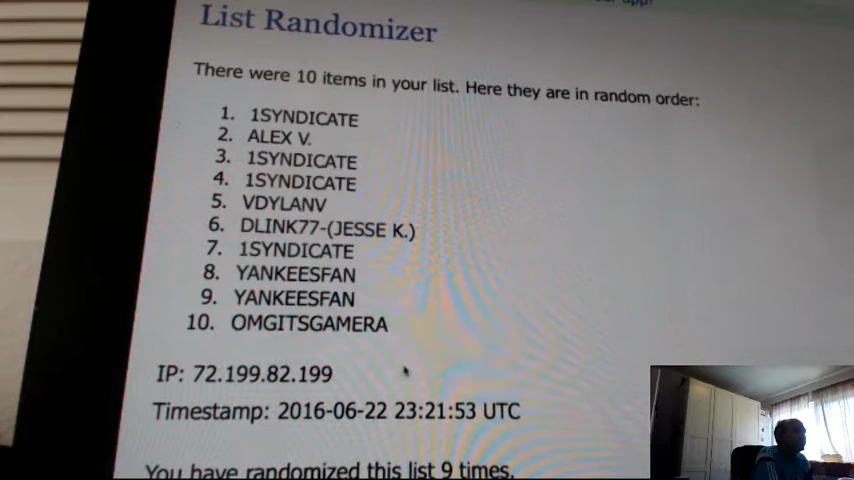 List Randomizer
There were 10 items in your list. Here they are in random order:
1. 1SYNDICATE
2. ALEX V.
3. 1SYNDICATE
4. 1SYNDICATE
5. VDYLANV
6. DLINK77-(JESSE K.)
7. 1SYNDICATE
8. YANKEESFAN
9. YANKEESFAN
10. OMGITSGAMERA
IP: 72.199.82.199
Timestamp: 2016-06-22 23:21:53 UTC
You have randomized this list 9 times.